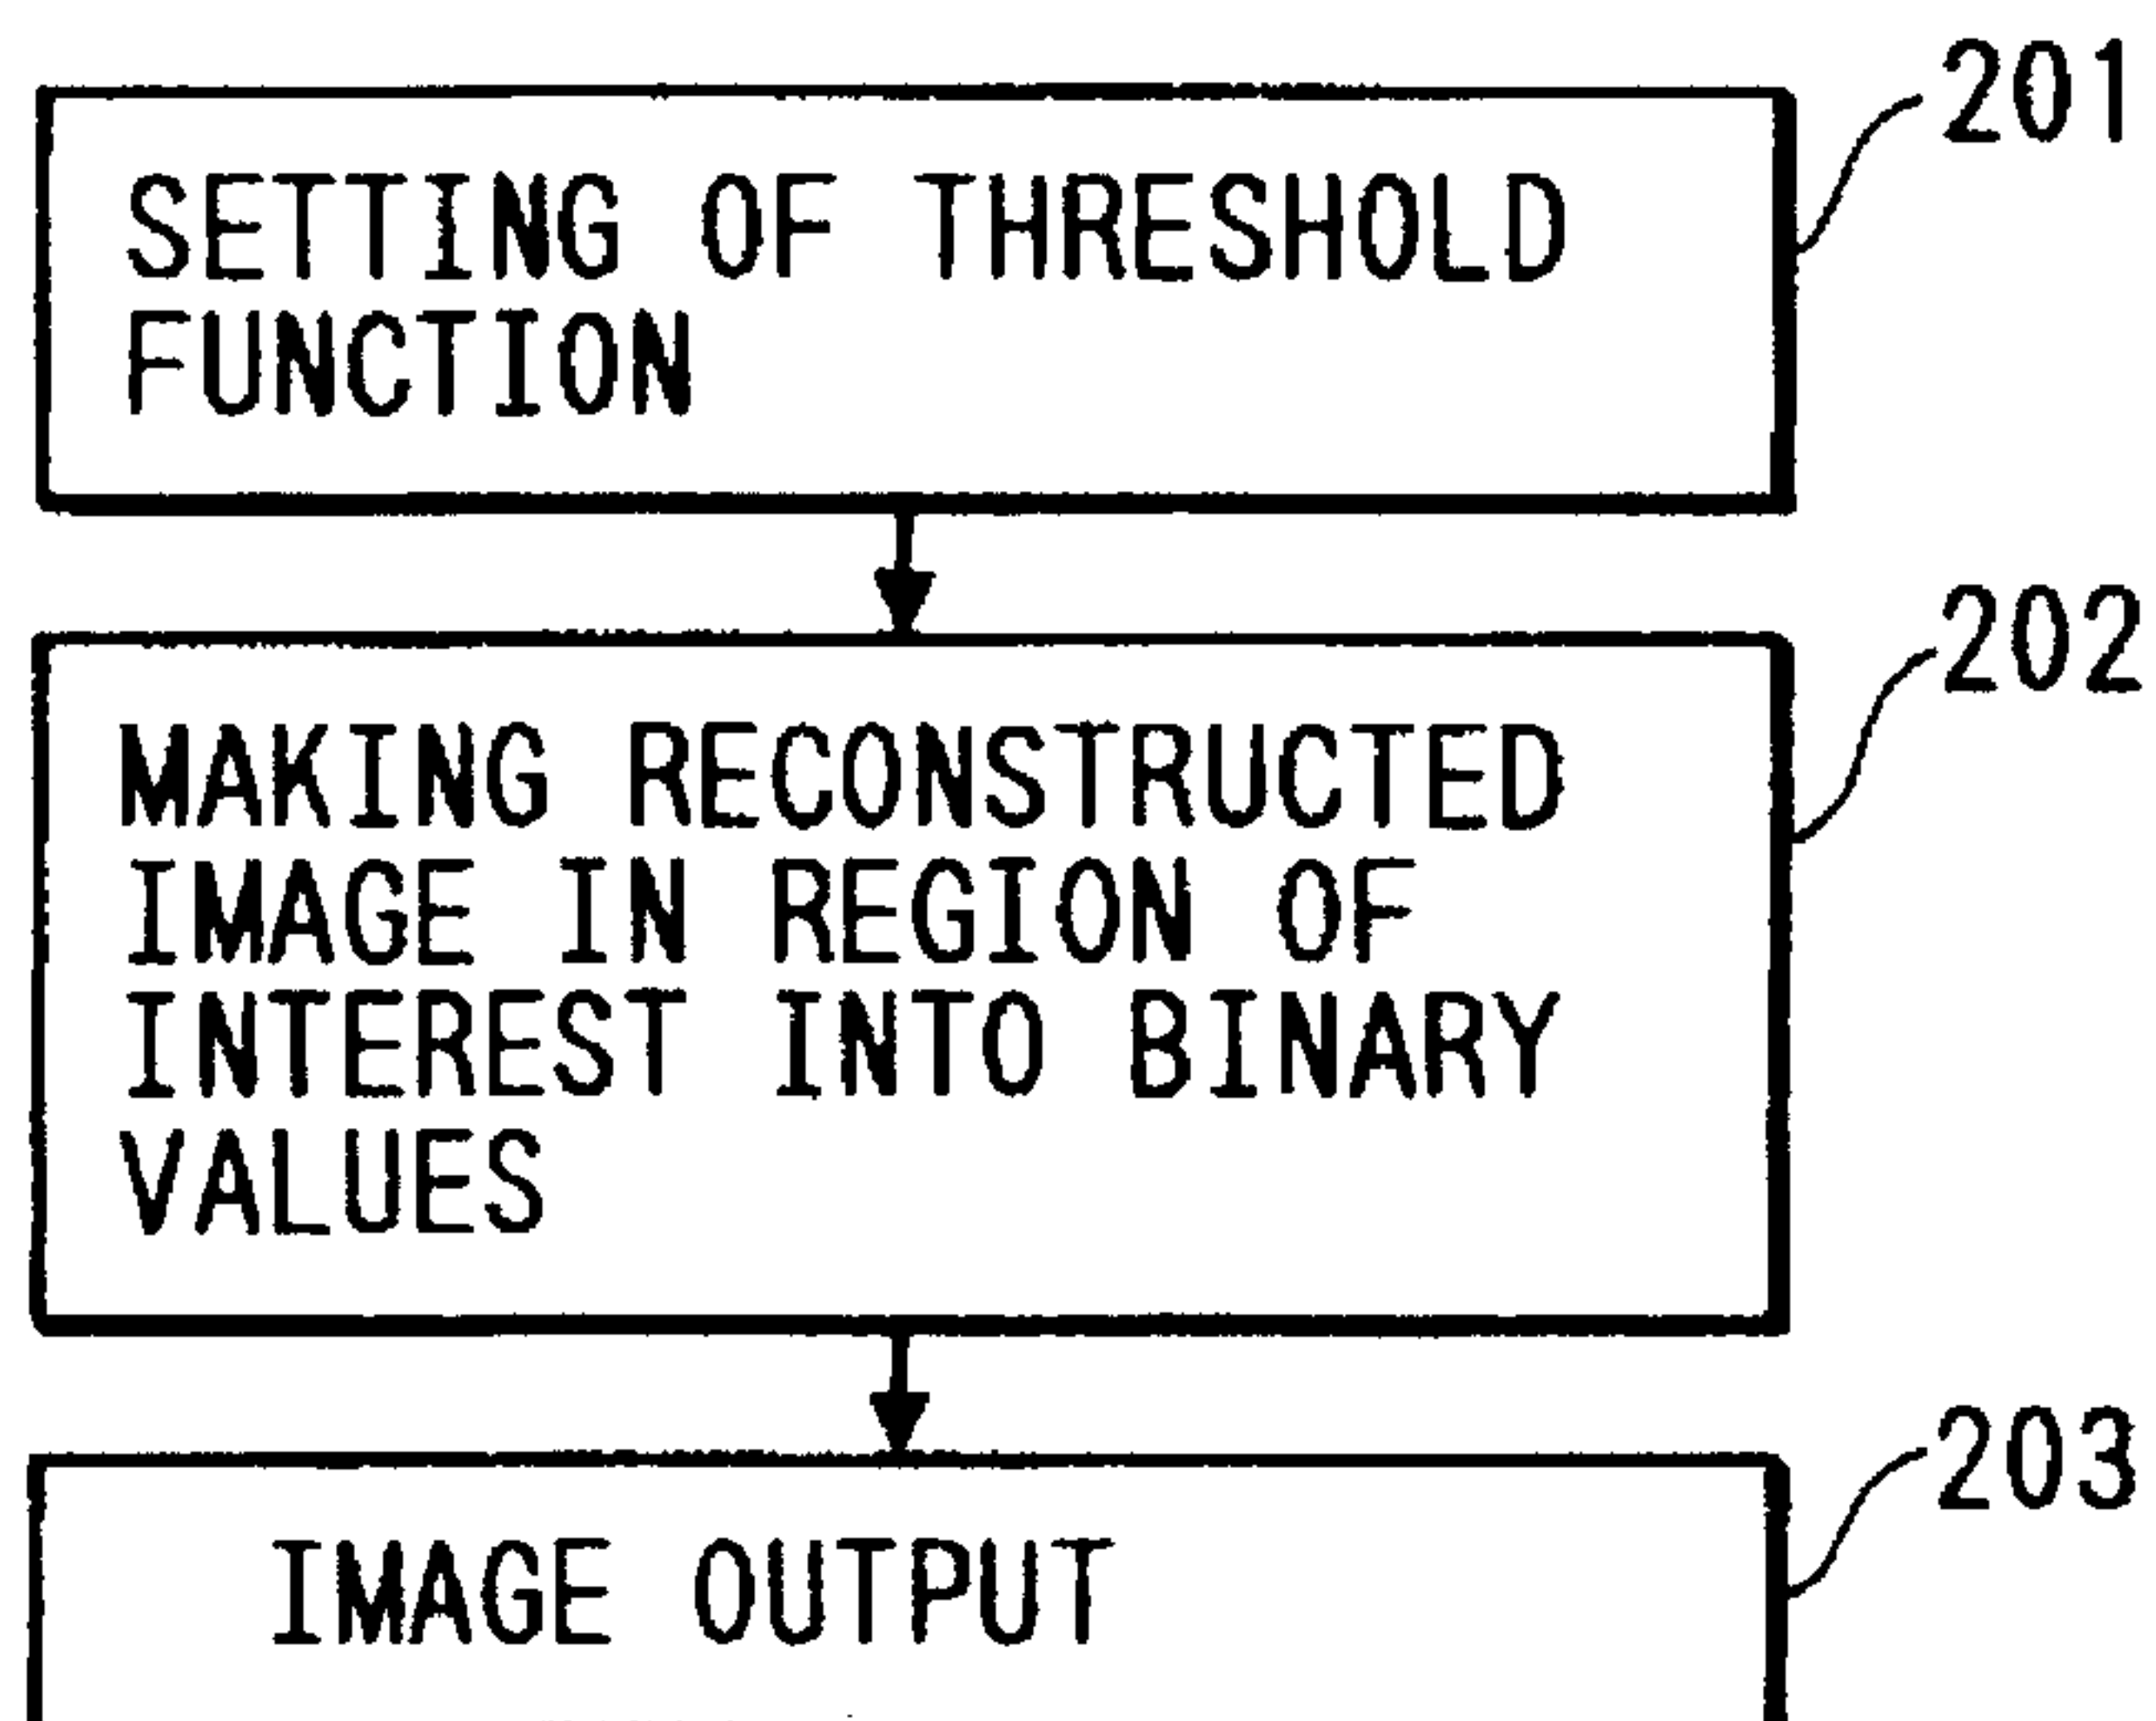 201
SETTING OF THRESHOLD
FUNCTION
202
MAKING RECONSTRUCTED
IMAGE IN REGION OF
INTEREST INTO BINARY
VALUES
203
IMAGE OUTPUT